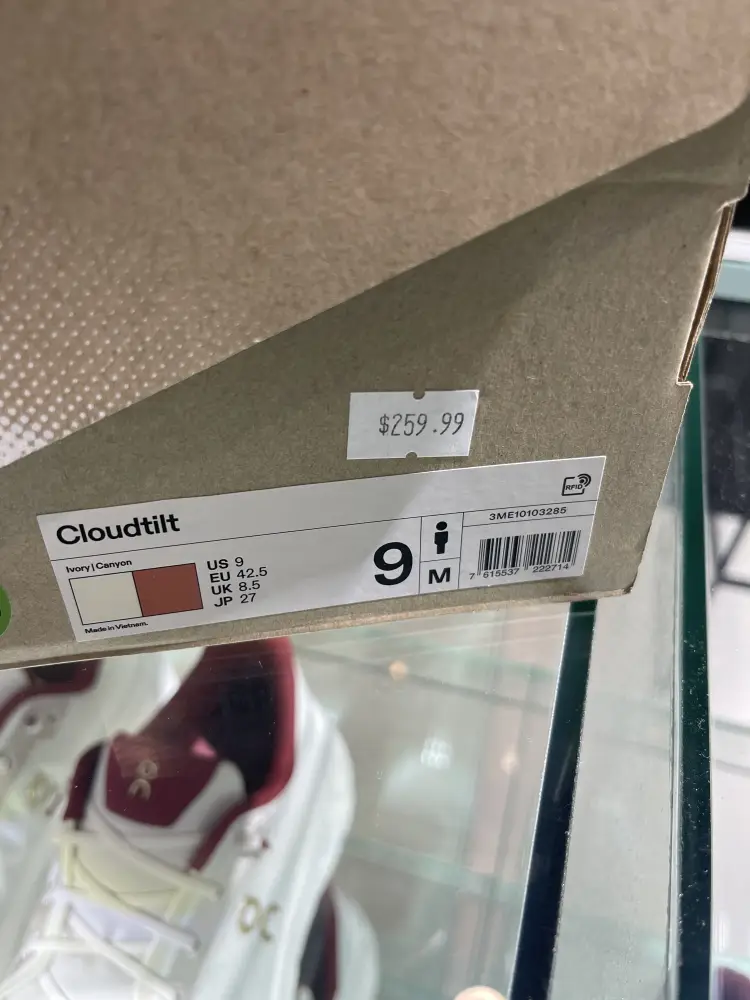 $259.99
RFID
Cloudtilt
3ME10103285
Ivory | Canyon
US 9
EU 42.5
UK 8.5
JP 27
9
M
7 615537 222714
Made in Vietnam.